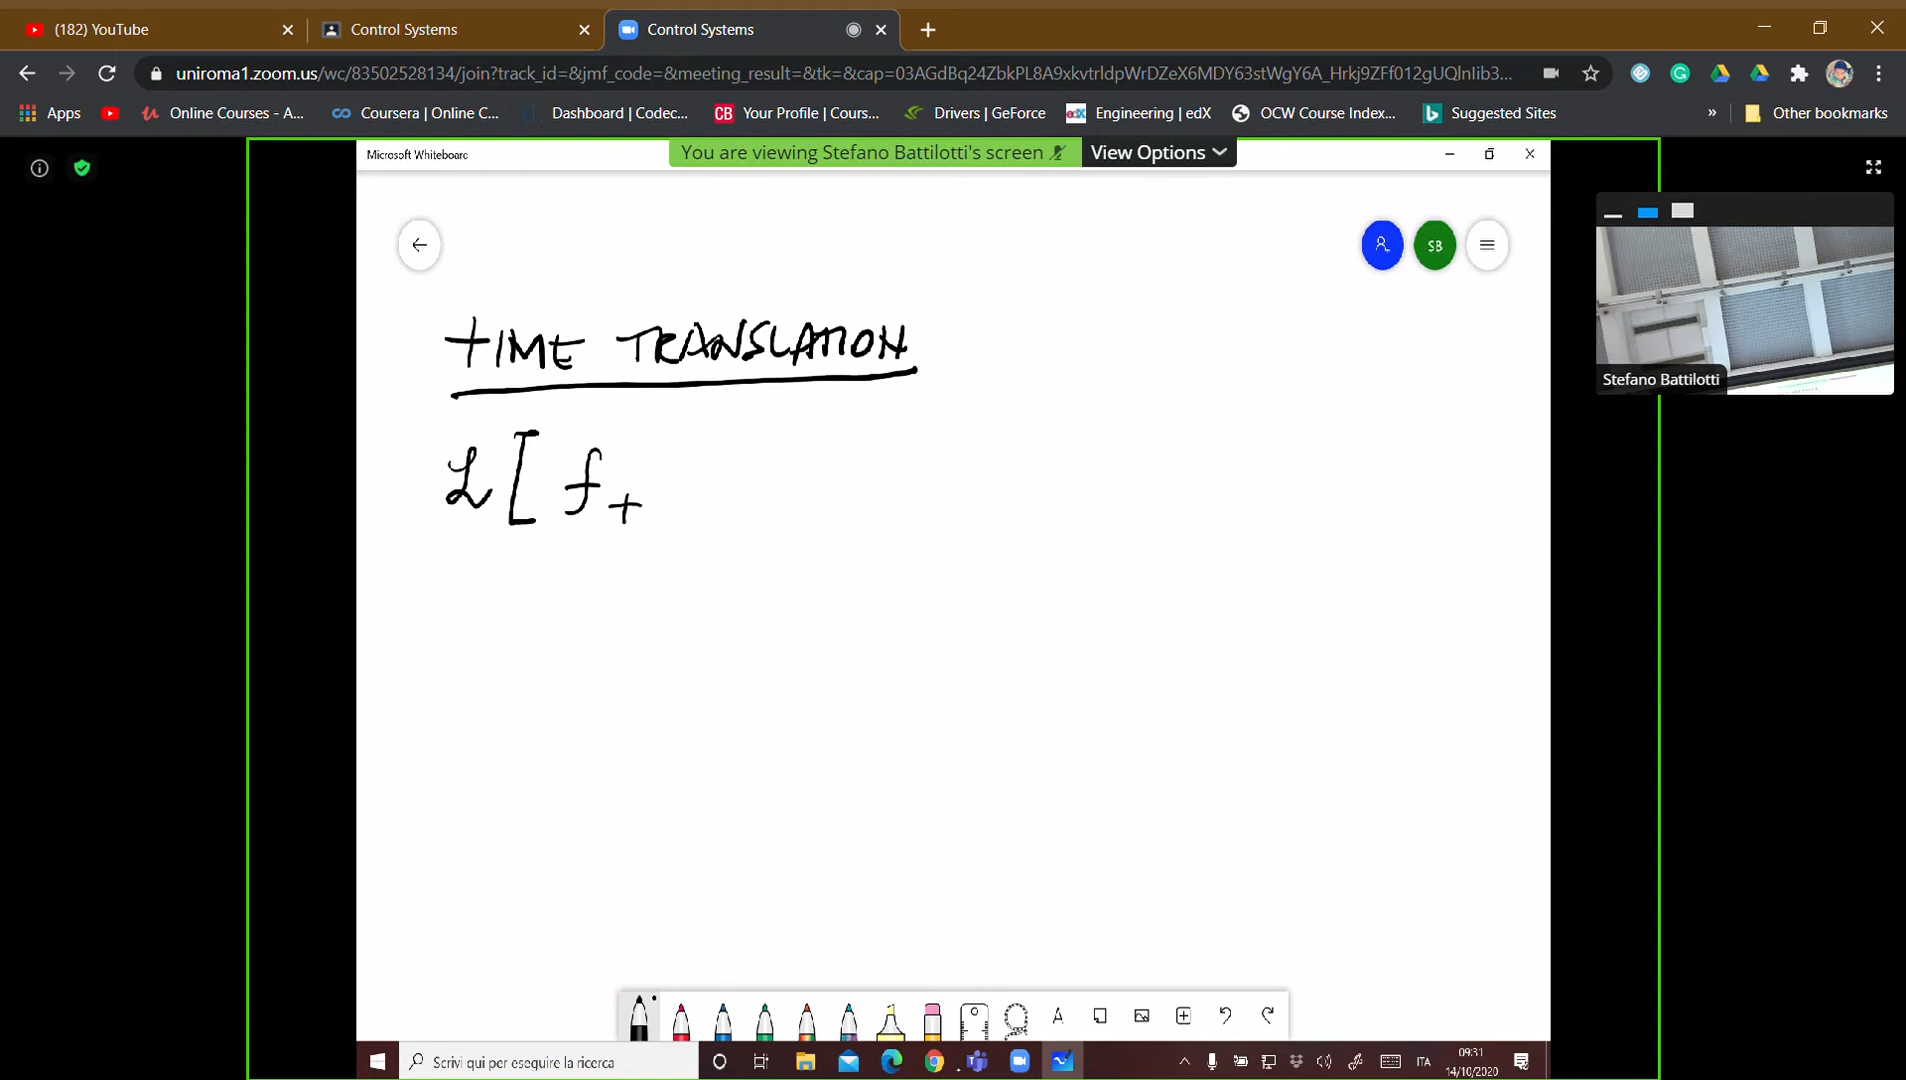 (182) YouTube
Control Systems
Control Systems
uniroma1.zoom.us/wc/83502528134/join?track_id=&jmf_code=&meeting_result=&tk=&cap=03AGdBq24ZbkPL8A9xkvtrldpWrDZeX6MDY63stWgY6A_Hrkj9ZFf012gUQlnIib3...
Apps
Online Courses - A...
Coursera | Online C...
Dashboard | Codec...
CB Your Profile | Cours...
Drivers | GeForce
edX Engineering | edX
OCW Course Index...
Suggested Sites
»
Other bookmarks
Microsoft Whiteboard
You are viewing Stefano Battilotti's screen
View Options
SB
Stefano Battilotti
TIME TRANSLATION
ℒ[ f₊
Scrivi qui per eseguire la ricerca
ITA
09:31
14/10/2020